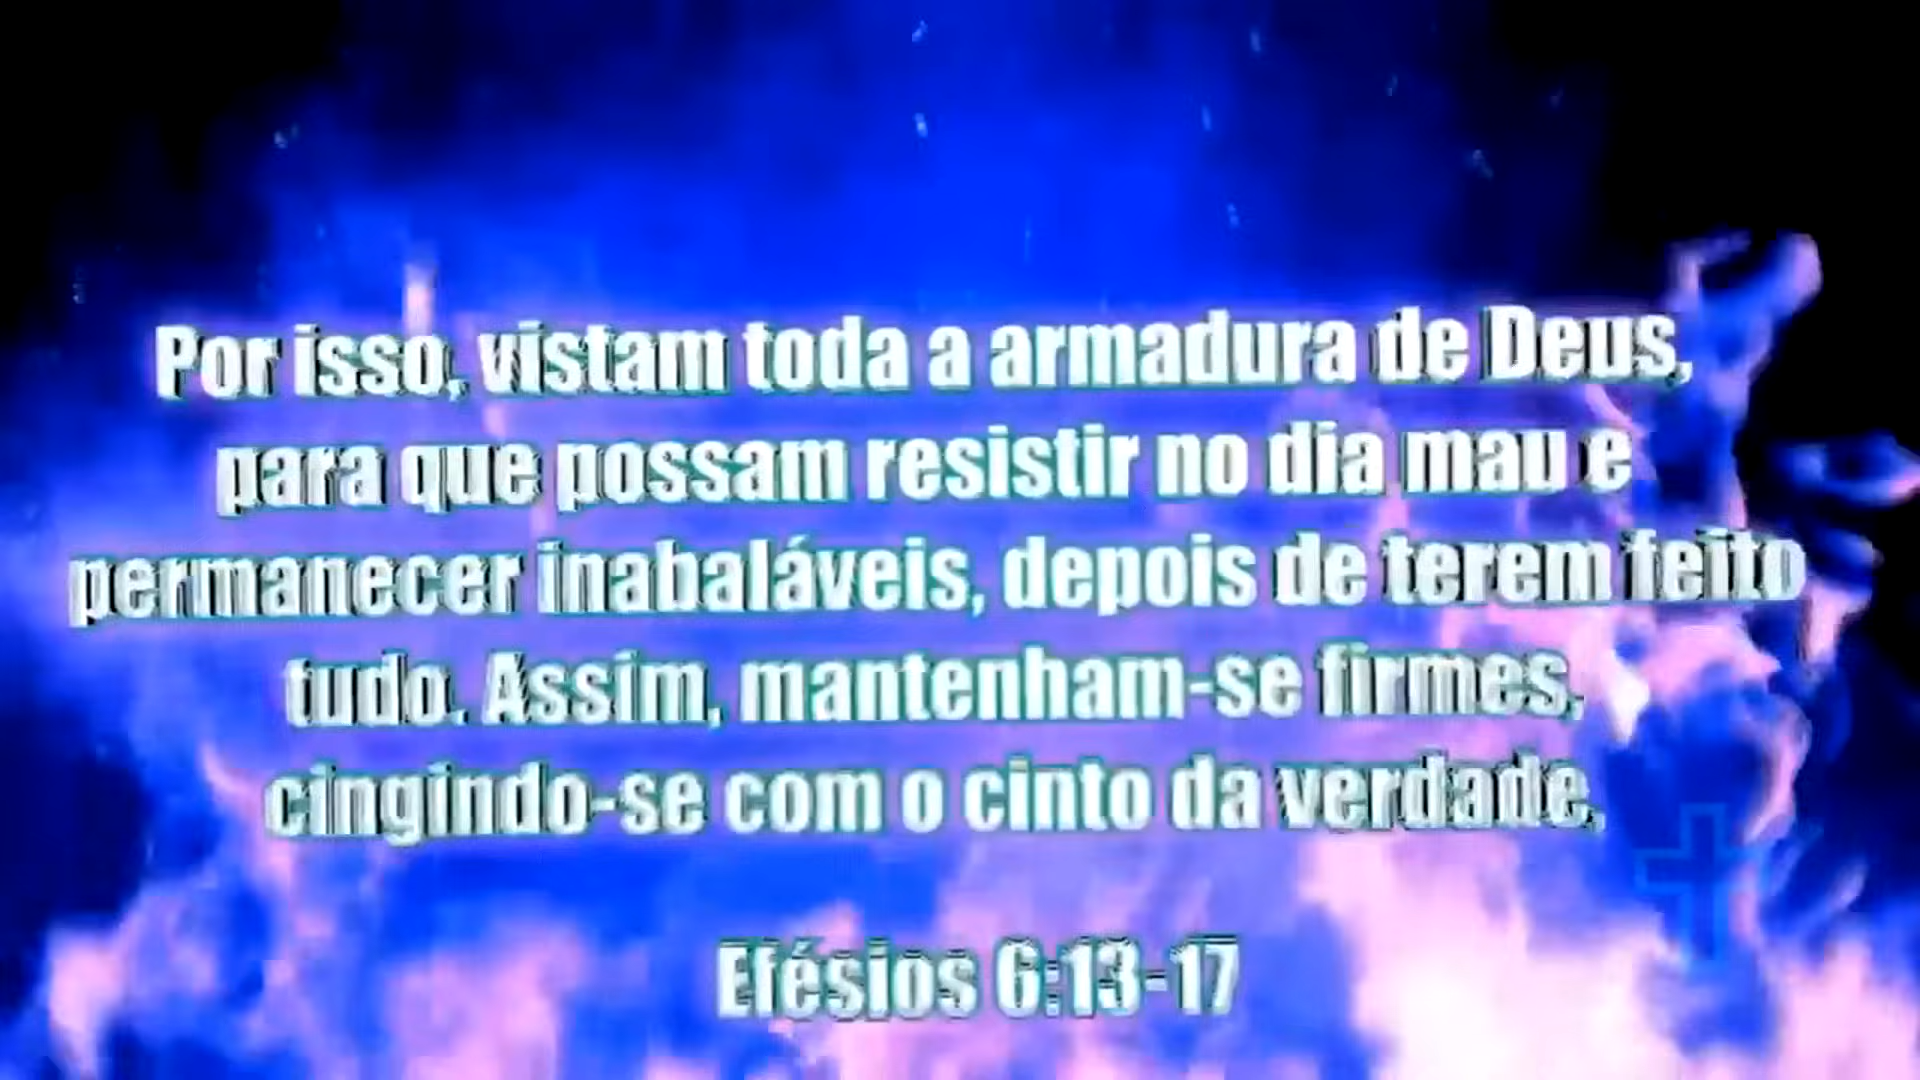 Por isso, vistam toda a armadura de Deus,
para que possam resistir no dia mau e
permanecer inabaláveis, depois de terem feito
tudo. Assim, mantenham-se firmes,
cingindo-se com o cinto da verdade,
Efésios 6:13-17